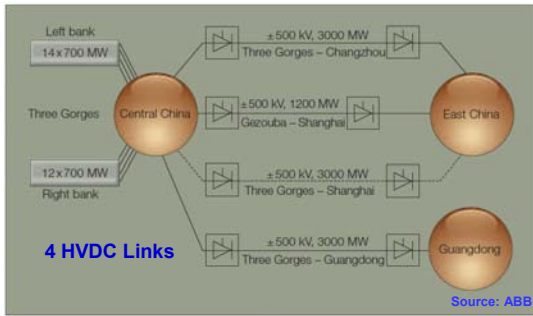 Left bank
14x700 MW
Three Gorges
12x700 MW
Right bank
Central China
±500 kV, 3000 MW
Three Gorges – Changzhou
±500 kV, 1200 MW
Gezouba – Shanghai
±500 kV, 3000 MW
Three Gorges – Shanghai
±500 kV, 3000 MW
Three Gorges – Guangdong
East China
Guangdong
4 HVDC Links
Source: ABB